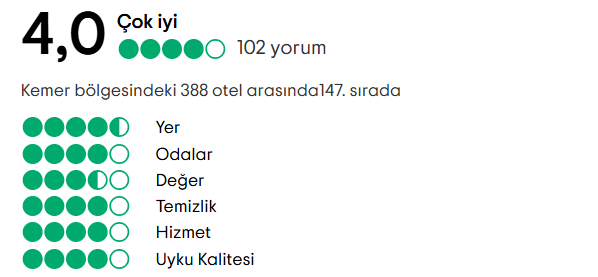 4,0 Çok iyi
102 yorum
Kemer bölgesindeki 388 otel arasında147. sırada
Yer
Odalar
Değer
Temizlik
Hizmet
Uyku Kalitesi